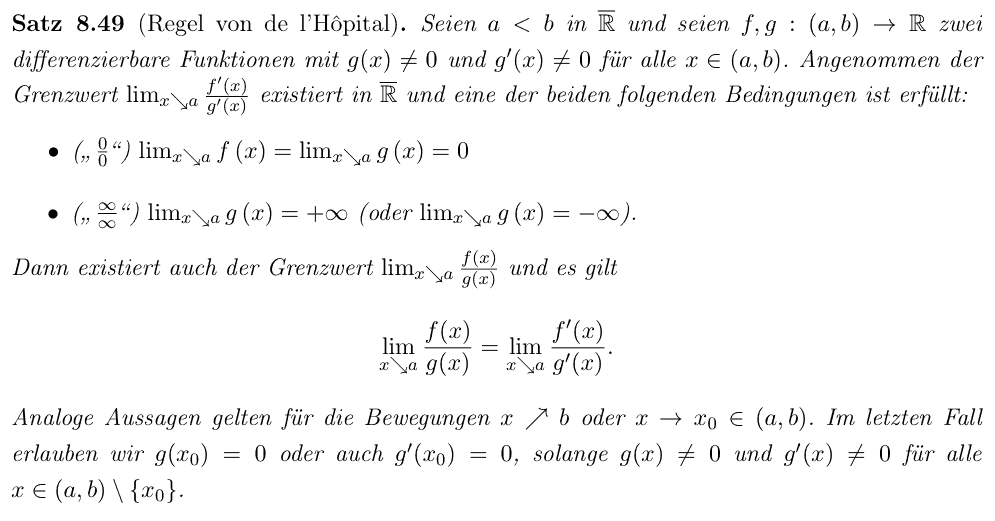 Satz 8.49 (Regel von de l'Hôpital). Seien a < b in ℝ̅ und seien f, g : (a, b) → ℝ zwei
differenzierbare Funktionen mit g(x) ≠ 0 und g′(x) ≠ 0 für alle x ∈ (a, b). Angenommen der
Grenzwert lim_{x↘a} f′(x)/g′(x) existiert in ℝ̅ und eine der beiden folgenden Bedingungen ist erfüllt:
• („ 0/0 “) lim_{x↘a} f (x) = lim_{x↘a} g (x) = 0
• („ ∞/∞ “) lim_{x↘a} g (x) = +∞ (oder lim_{x↘a} g (x) = −∞).
Dann existiert auch der Grenzwert lim_{x↘a} f(x)/g(x) und es gilt
lim_{x↘a} f(x)/g(x) = lim_{x↘a} f′(x)/g′(x).
Analoge Aussagen gelten für die Bewegungen x ↗ b oder x → x₀ ∈ (a, b). Im letzten Fall
erlauben wir g(x₀) = 0 oder auch g′(x₀) = 0, solange g(x) ≠ 0 und g′(x) ≠ 0 für alle
x ∈ (a, b) \ {x₀}.